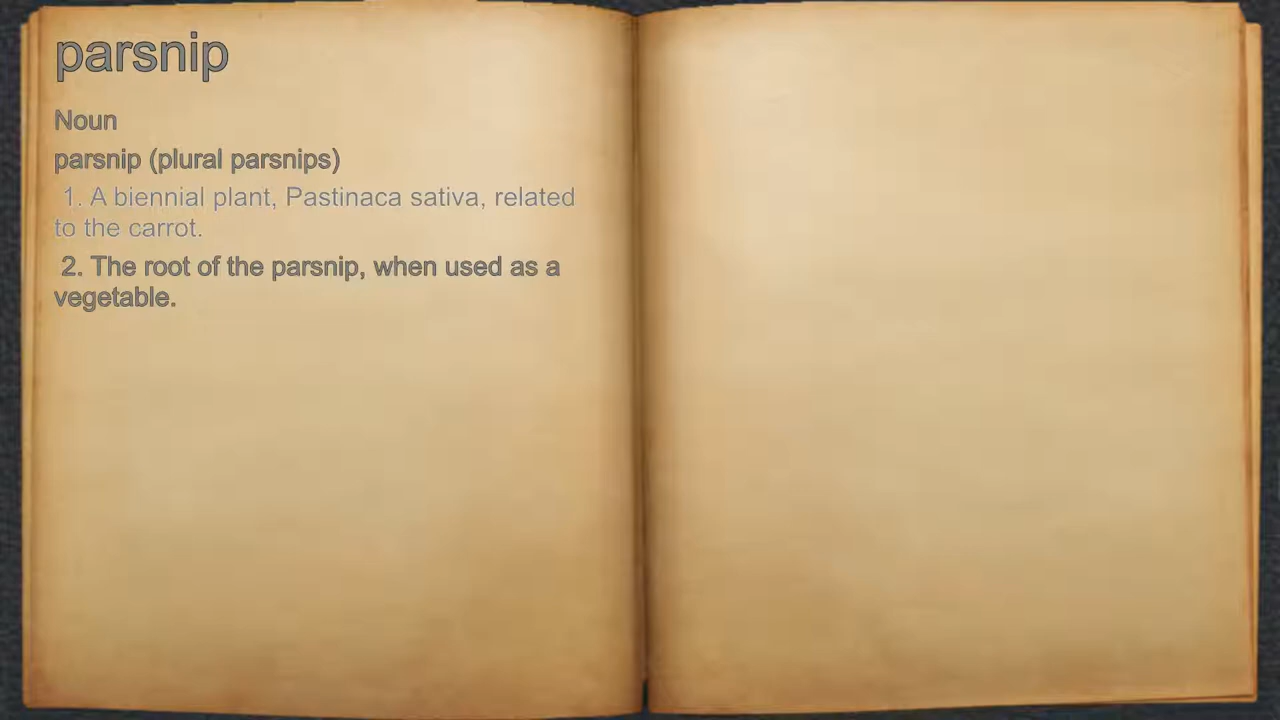 parsnip
Noun
parsnip (plural parsnips)
1. A biennial plant, Pastinaca sativa, related
to the carrot.
2. The root of the parsnip, when used as a
vegetable.